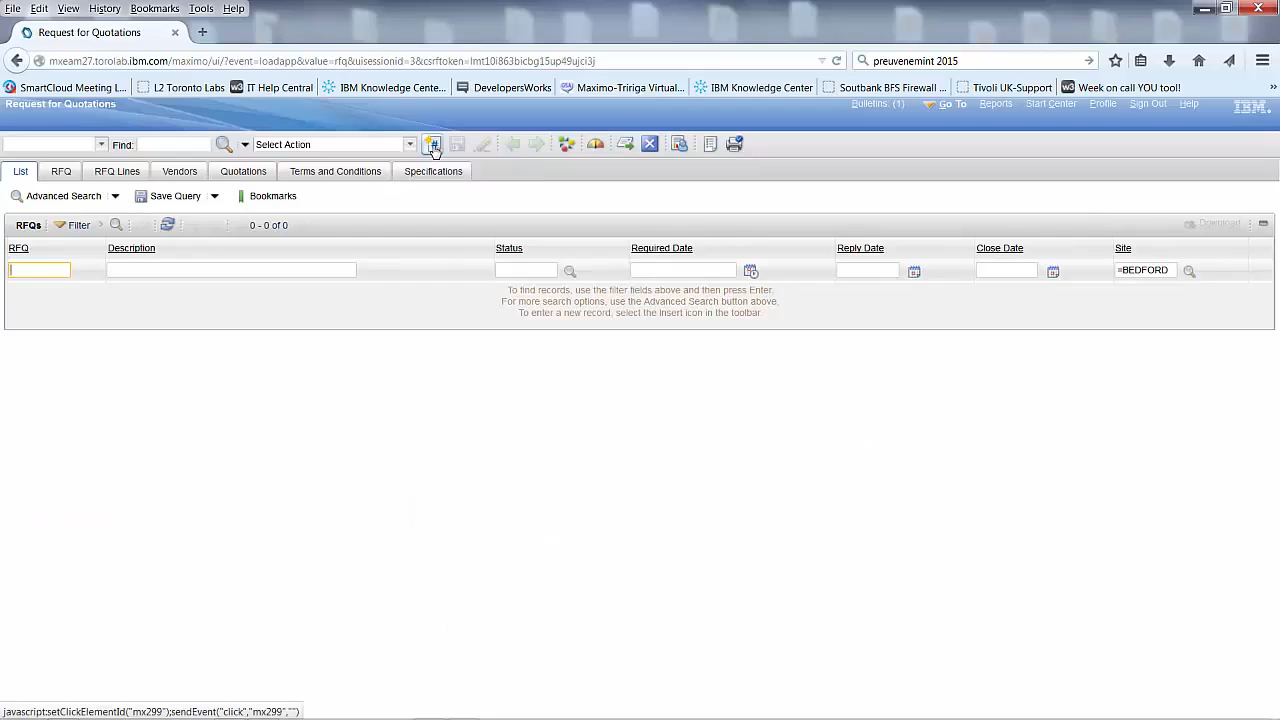 File Edit View History Bookmarks Tools Help
Request for Quotations × +
mxeam27.torolab.ibm.com/maximo/ui/?event=loadapp&value=rfq&uisessionid=3&csrftoken=lmt10i863bicbg15up49ujci3j preuvenemint 2015
SmartCloud Meeting L... L2 Toronto Labs w3 IT Help Central IBM Knowledge Cente... DevelopersWorks Maximo-Tririga Virtual... IBM Knowledge Center Soutbank BFS Firewall ... Tivoli UK-Support w3 Week on call YOU tool!
Request for Quotations Bulletins: (1) Go To Reports Start Center Profile Sign Out Help IBM.
Find: Select Action
List RFQ RFQ Lines Vendors Quotations Terms and Conditions Specifications
Advanced Search Save Query Bookmarks
RFQs Filter 0 - 0 of 0 Download
RFQ Description Status Required Date Reply Date Close Date Site
=BEDFORD
To find records, use the filter fields above and then press Enter.
For more search options, use the Advanced Search button above.
To enter a new record, select the Insert icon in the toolbar.
javascript:setClickElementId("mx299");sendEvent("click","mx299","")